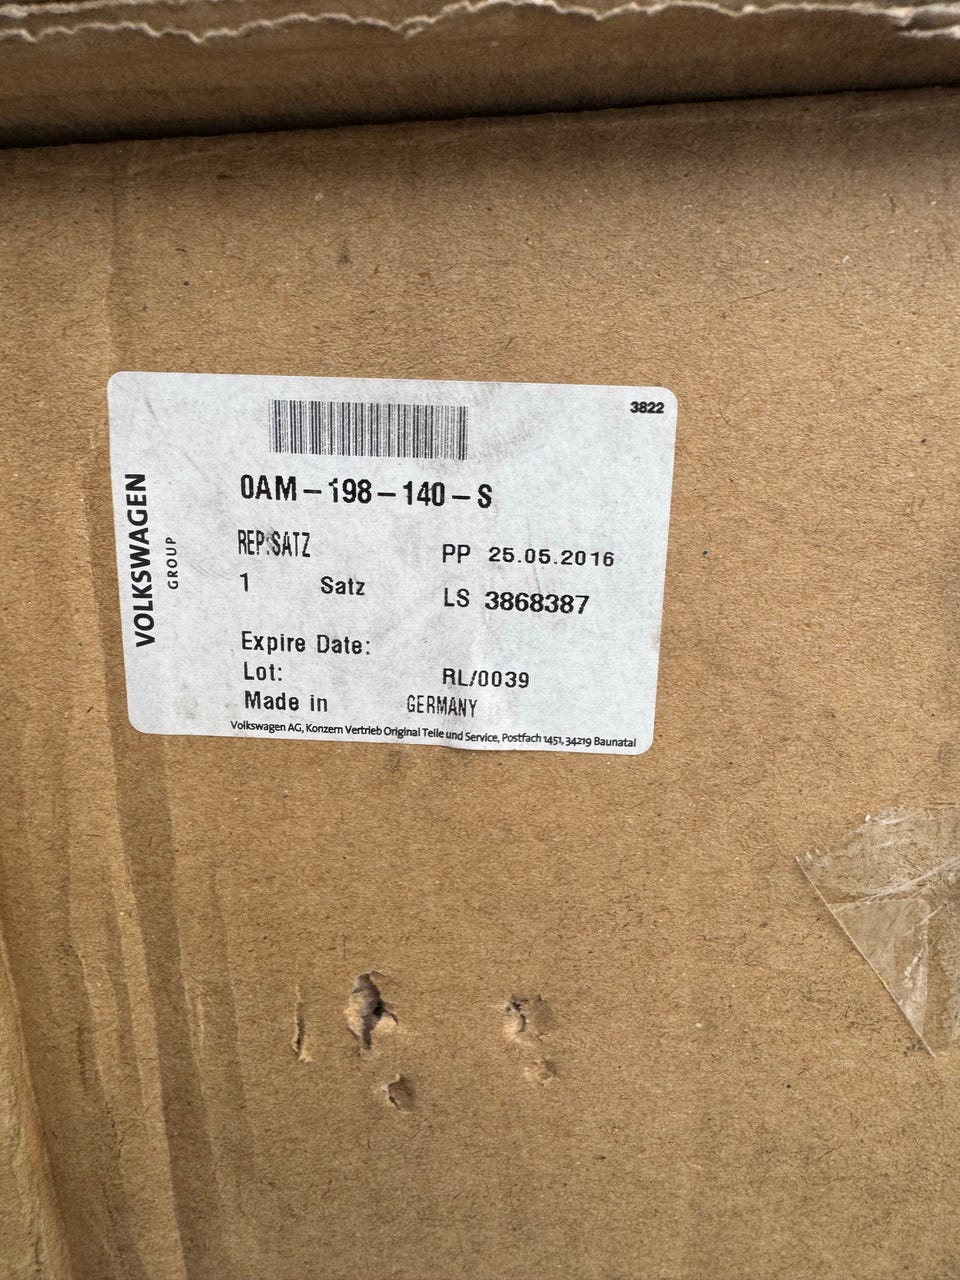 3822
VOLKSWAGEN
GROUP
0AM-198-140-S
REP:SATZ
PP 25.05.2016
1 Satz
LS 3868387
Expire Date:
Lot: RL/0039
Made in GERMANY
Volkswagen AG, Konzern Vertrieb Original Teile und Service, Postfach 1451, 34219 Baunatal